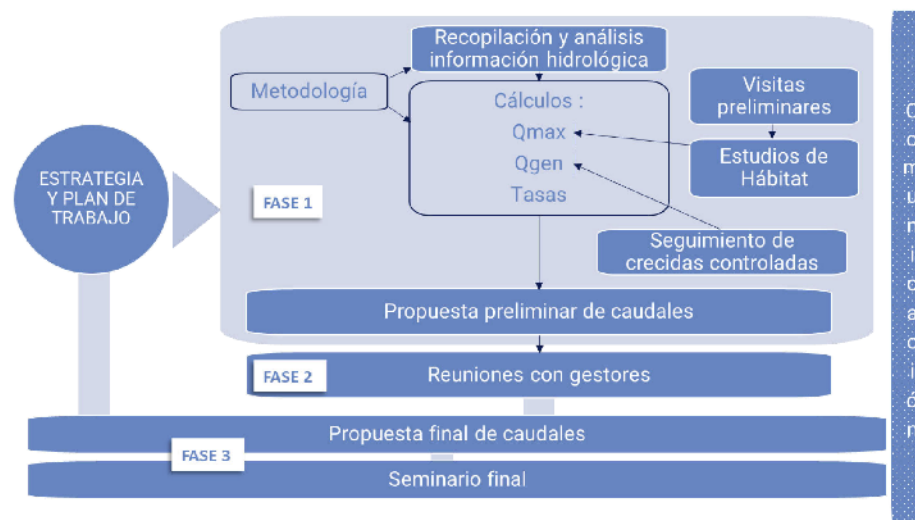 ESTRATEGIA
Y PLAN DE
TRABAJO
FASE 1
Metodología
Recopilación y análisis
información hidrológica
Cálculos :
Qmax
Qgen
Tasas
Visitas
preliminares
Estudios de
Hábitat
Seguimiento de
crecidas controladas
Propuesta preliminar de caudales
FASE 2
Reuniones con gestores
Propuesta final de caudales
FASE 3
Seminario final
C
o
m
u
n
i
c
a
c
i
ó
n